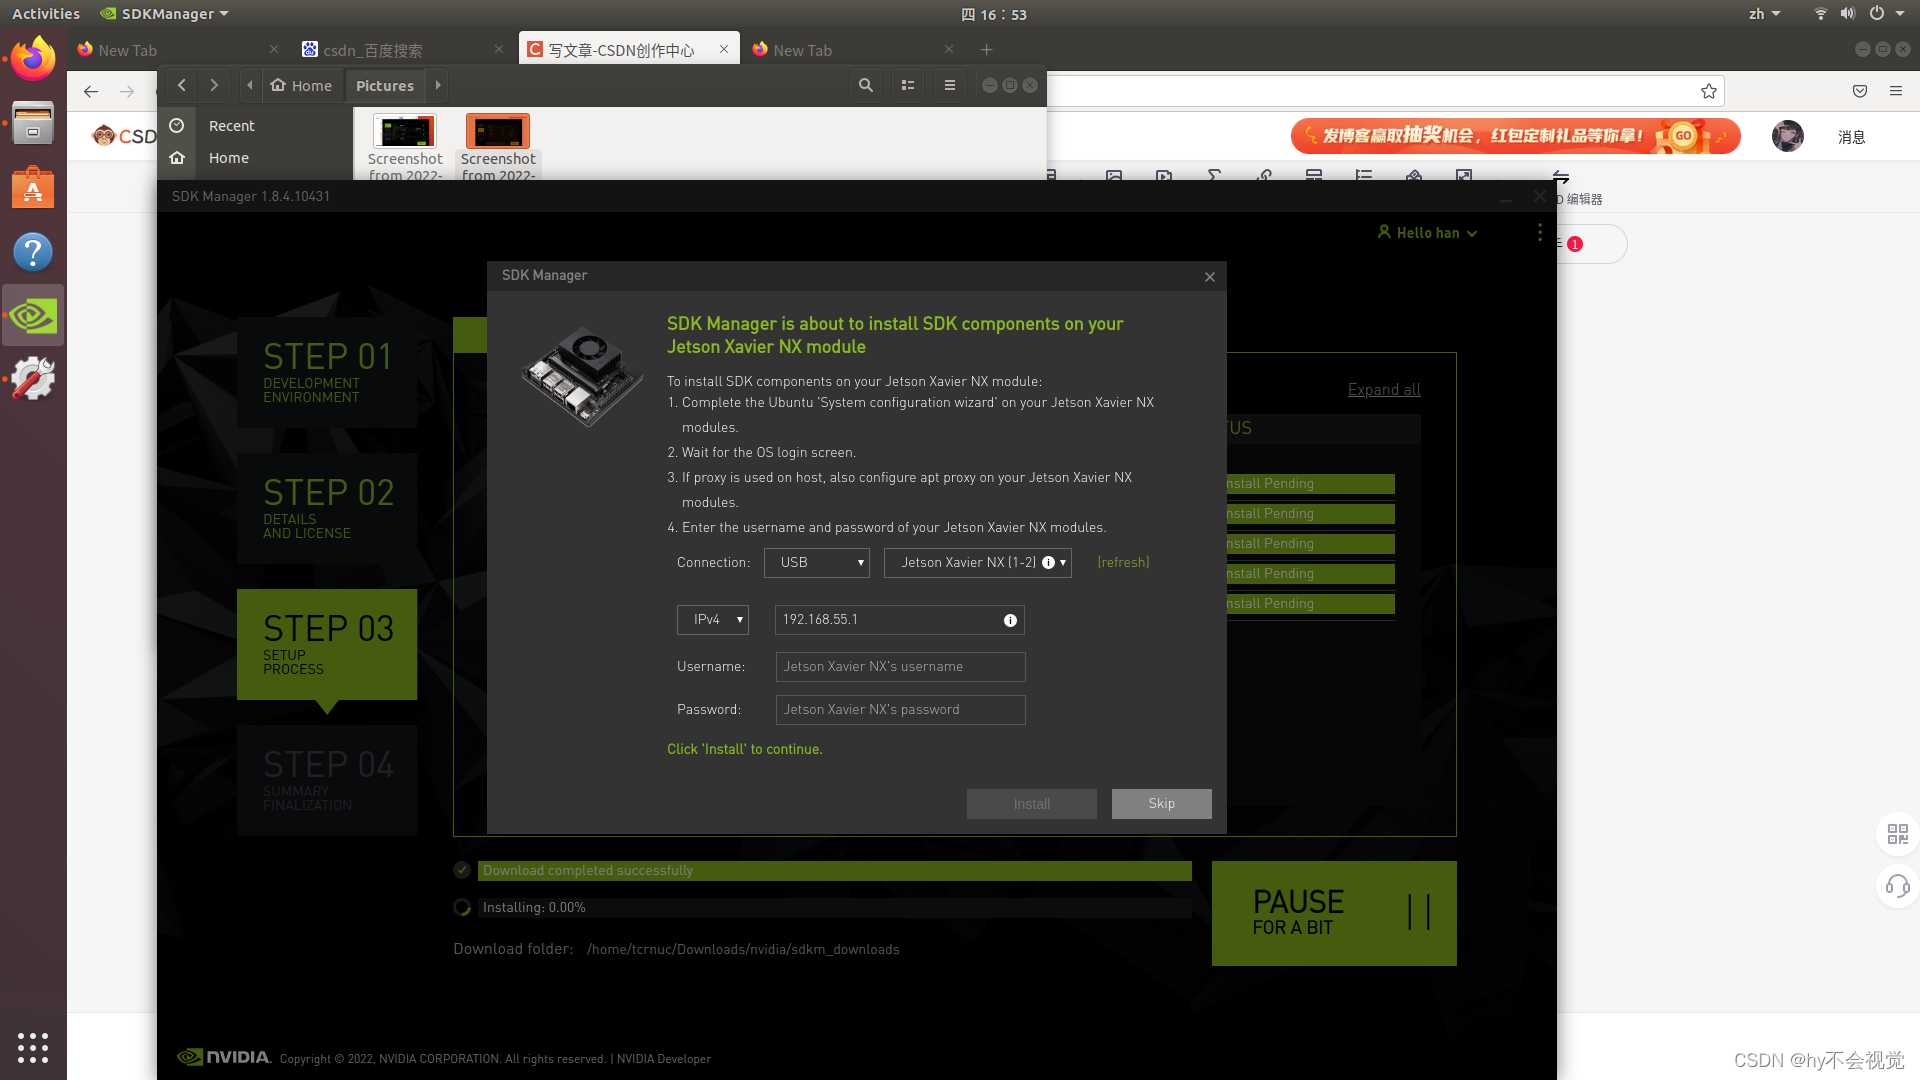 Activities
SDKManager
四 16：53
zh
New Tab
csdn_百度搜索
写文章-CSDN创作中心
New Tab
Home
Pictures
Recent
Home
Screenshot
from 2022-
Screenshot
from 2022-
CSD
发博客赢取抽奖机会，红包定制礼品等你拿！
GO
消息
编辑器
1
SDK Manager 1.8.4.10431
Hello han
STEP 01
DEVELOPMENT
ENVIRONMENT
STEP 02
DETAILS
AND LICENSE
STEP 03
SETUP
PROCESS
STEP 04
SUMMARY
FINALIZATION
Expand all
TUS
nstall Pending
nstall Pending
nstall Pending
nstall Pending
nstall Pending
SDK Manager
SDK Manager is about to install SDK components on your
Jetson Xavier NX module
To install SDK components on your Jetson Xavier NX module:
1. Complete the Ubuntu 'System configuration wizard' on your Jetson Xavier NX
modules.
2. Wait for the OS login screen.
3. If proxy is used on host, also configure apt proxy on your Jetson Xavier NX
modules.
4. Enter the username and password of your Jetson Xavier NX modules.
Connection:
USB
Jetson Xavier NX [1-2]
(refresh)
IPv4
192.168.55.1
Username:
Jetson Xavier NX's username
Password:
Jetson Xavier NX's password
Click 'Install' to continue.
Install
Skip
Download completed successfully
Installing: 0.00%
Download folder: /home/tcrnuc/Downloads/nvidia/sdkm_downloads
PAUSE
FOR A BIT
NVIDIA. Copyright © 2022, NVIDIA CORPORATION. All rights reserved. | NVIDIA Developer
CSDN @hy不会视觉